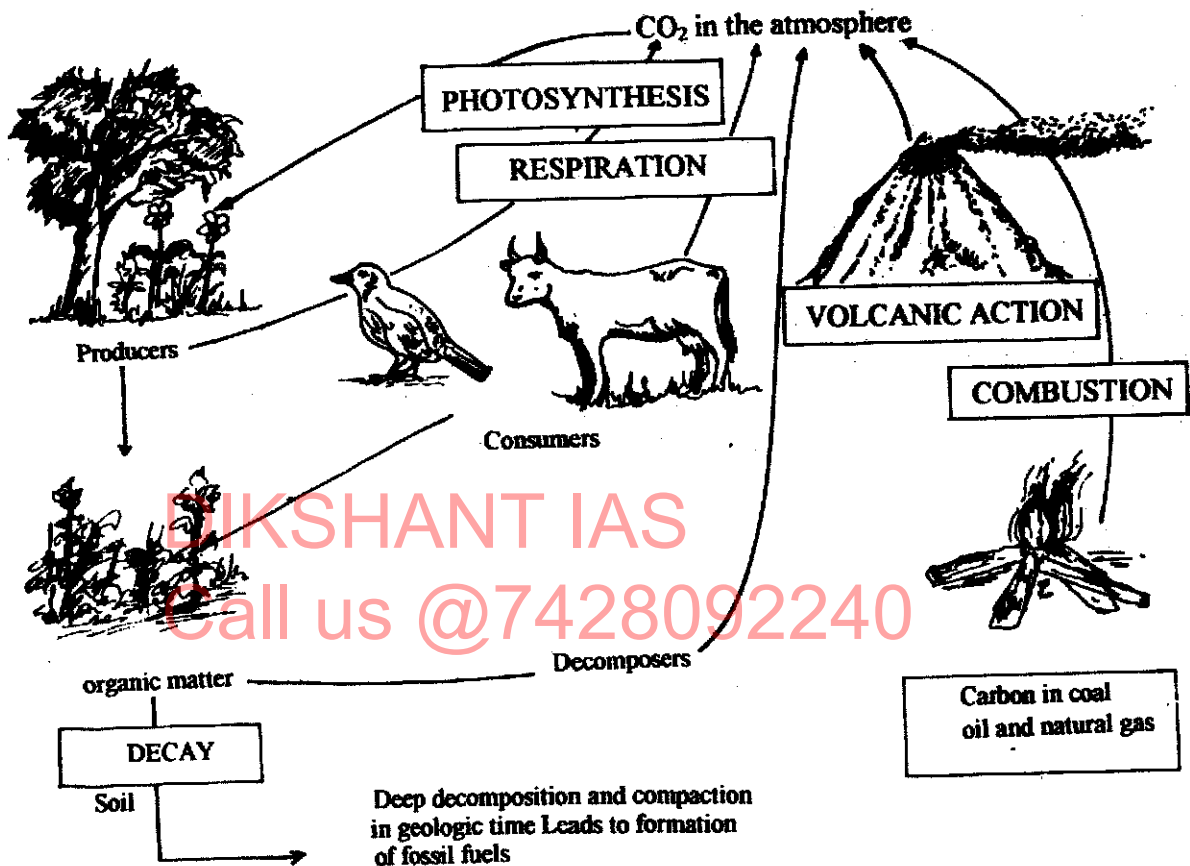 CO₂ in the atmosphere
PHOTOSYNTHESIS
RESPIRATION
VOLCANIC ACTION
Producers
COMBUSTION
Consumers
DIKSHANT IAS
Call us @7428092240
Decomposers
organic matter
Carbon in coal
oil and natural gas
DECAY
Soil
Deep decomposition and compaction
in geologic time Leads to formation
of fossil fuels